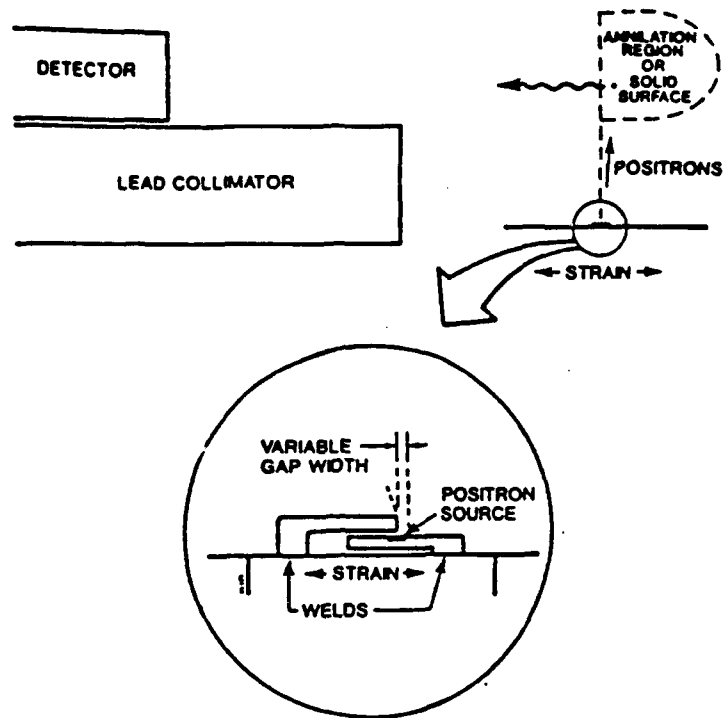 DETECTOR
ANNILATION
REGION
OR
SOLID
SURFACE
LEAD COLLIMATOR
POSITRONS
STRAIN
VARIABLE
GAP WIDTH
POSITRON
SOURCE
STRAIN
WELDS